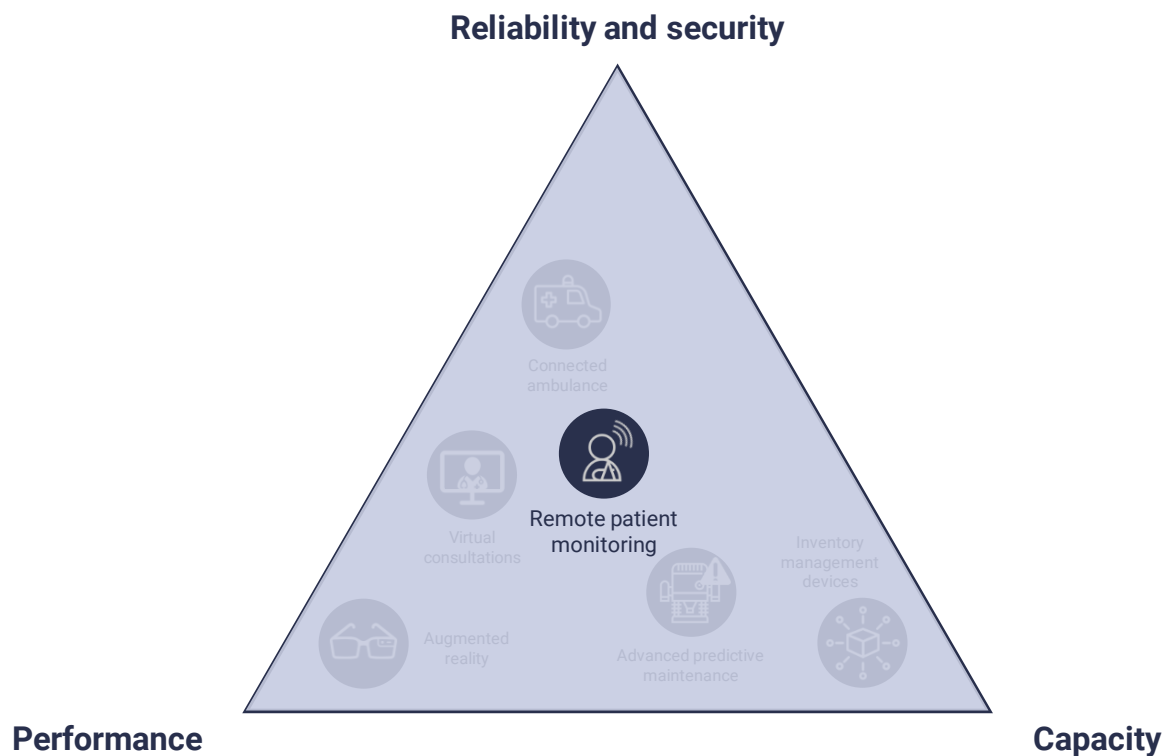 Reliability and security
Connected
ambulance
Remote patient
monitoring
Virtual
consultations
Inventory
management
devices
Augmented
reality
Advanced predictive
maintenance
Performance
Capacity